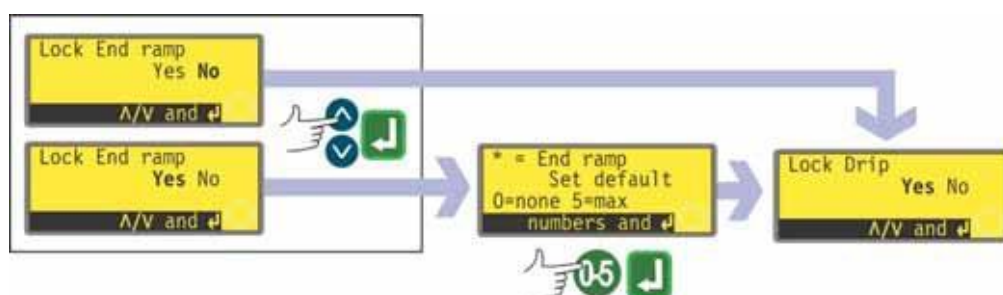 Lock End ramp
Yes No
Λ/V and ↲
Lock End ramp
Yes No
Λ/V and ↲
* = End ramp
Set default
0=none 5=max
numbers and ↲
0-5
Lock Drip
Yes No
Λ/V and ↲